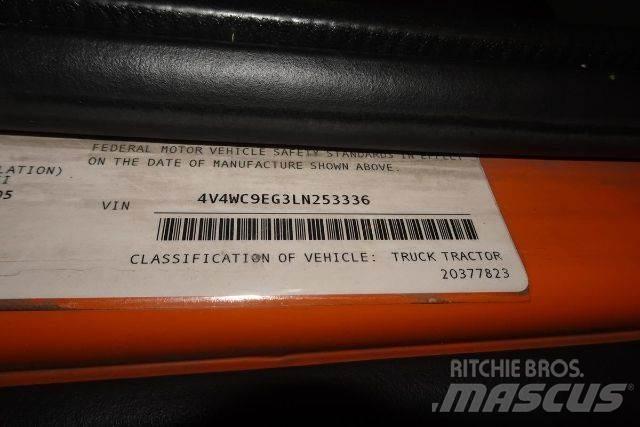 FEDERAL MOTOR VEHICLE SAFETY STANDARDS IN EFFECT
ON THE DATE OF MANUFACTURE SHOWN ABOVE.
LATION)
VIN 4V4WC9EG3LN253336
CLASSIFICATION OF VEHICLE: TRUCK TRACTOR
20377823
RITCHIE BROS.
MASCUS